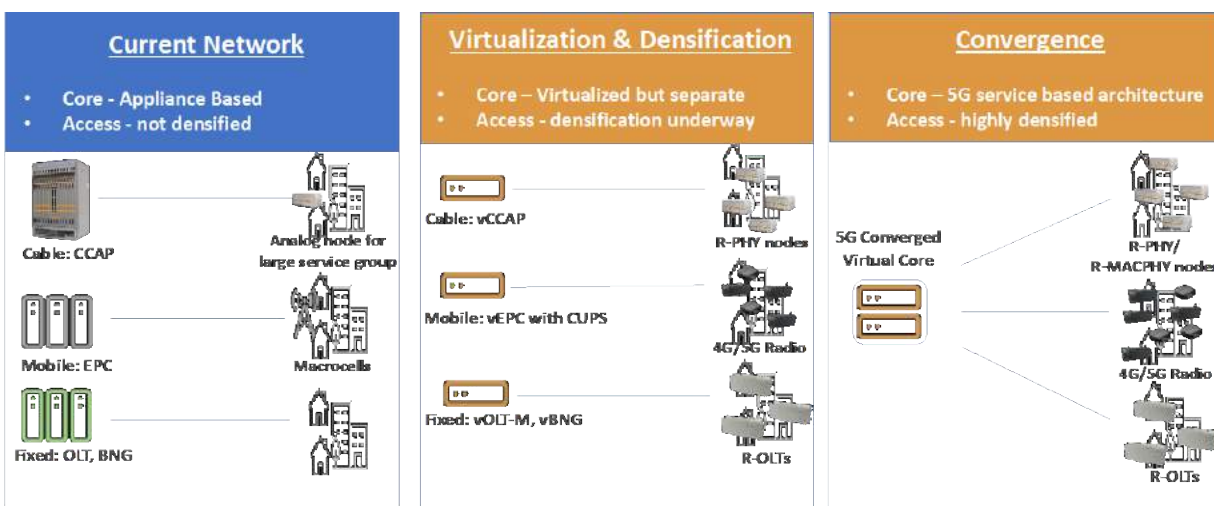 Current Network
• Core - Appliance Based
• Access - not densified
Cable: CCAP
Analog node for
large service group
Mobile: EPC
Macrocells
Fixed: OLT, BNG
Virtualization & Densification
• Core – Virtualized but separate
• Access - densification underway
Cable: vCCAP
R-PHY nodes
Mobile: vEPC with CUPS
4G/5G Radio
Fixed: vOLT-M, vBNG
R-OLTs
Convergence
• Core – 5G service based architecture
• Access - highly densified
5G Converged
Virtual Core
R-PHY/
R-MACPHY nodes
4G/5G Radio
R-OLTs